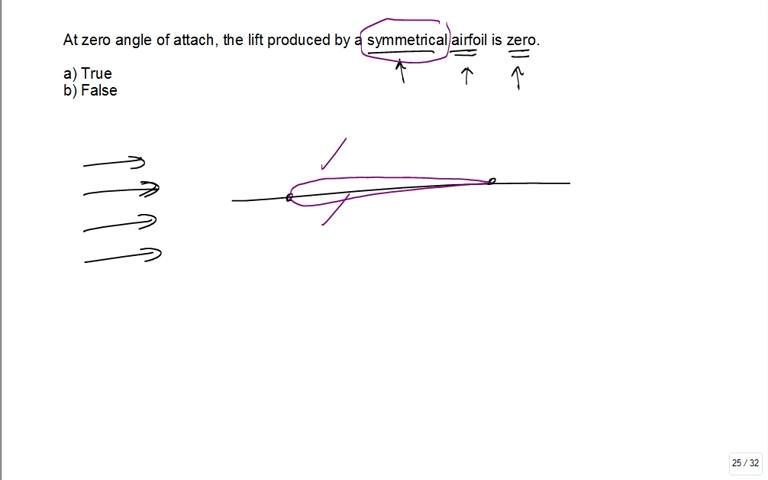 At zero angle of attach, the lift produced by a symmetrical airfoil is zero.
a) True
b) False
25 / 32